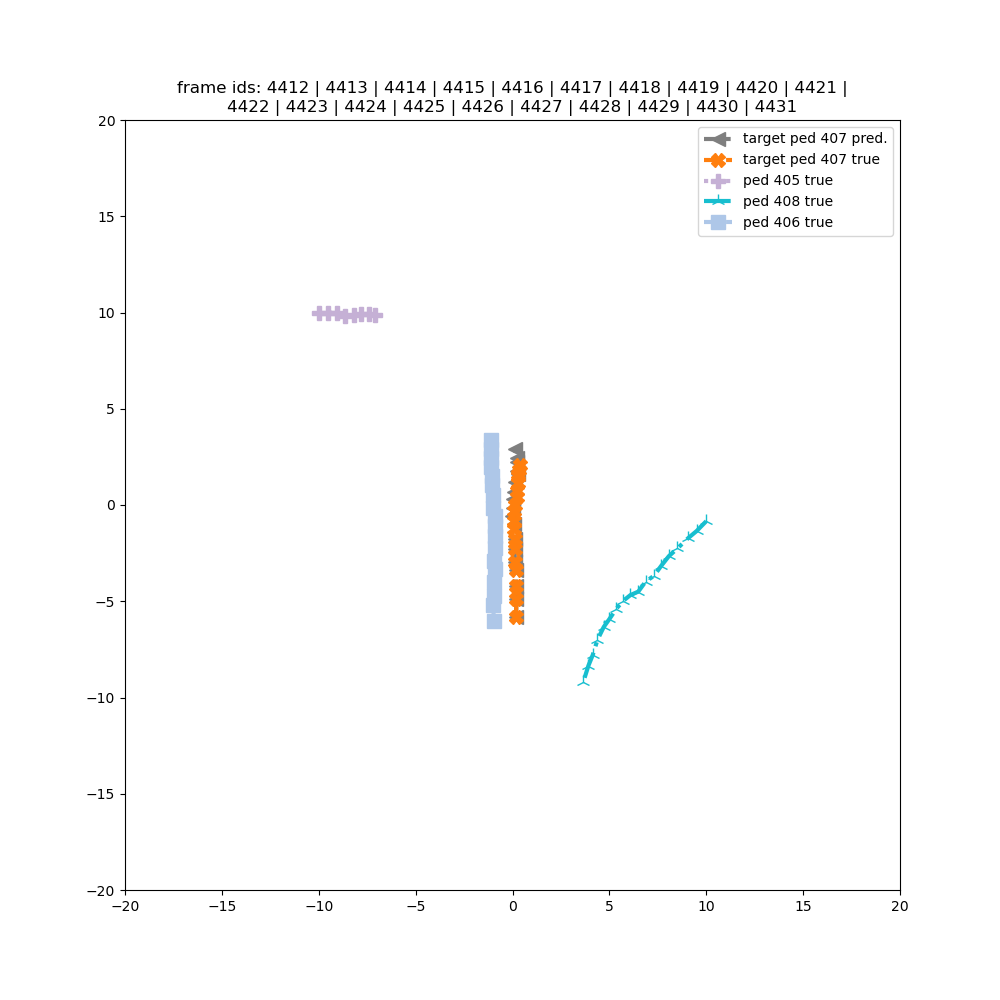 frame ids: 4412 | 4413 | 4414 | 4415 | 4416 | 4417 | 4418 | 4419 | 4420 | 4421 |
4422 | 4423 | 4424 | 4425 | 4426 | 4427 | 4428 | 4429 | 4430 | 4431
target ped 407 pred.
target ped 407 true
ped 405 true
ped 408 true
ped 406 true
20
15
10
5
0
−5
−10
−15
−20
−20 −15 −10 −5 0 5 10 15 20